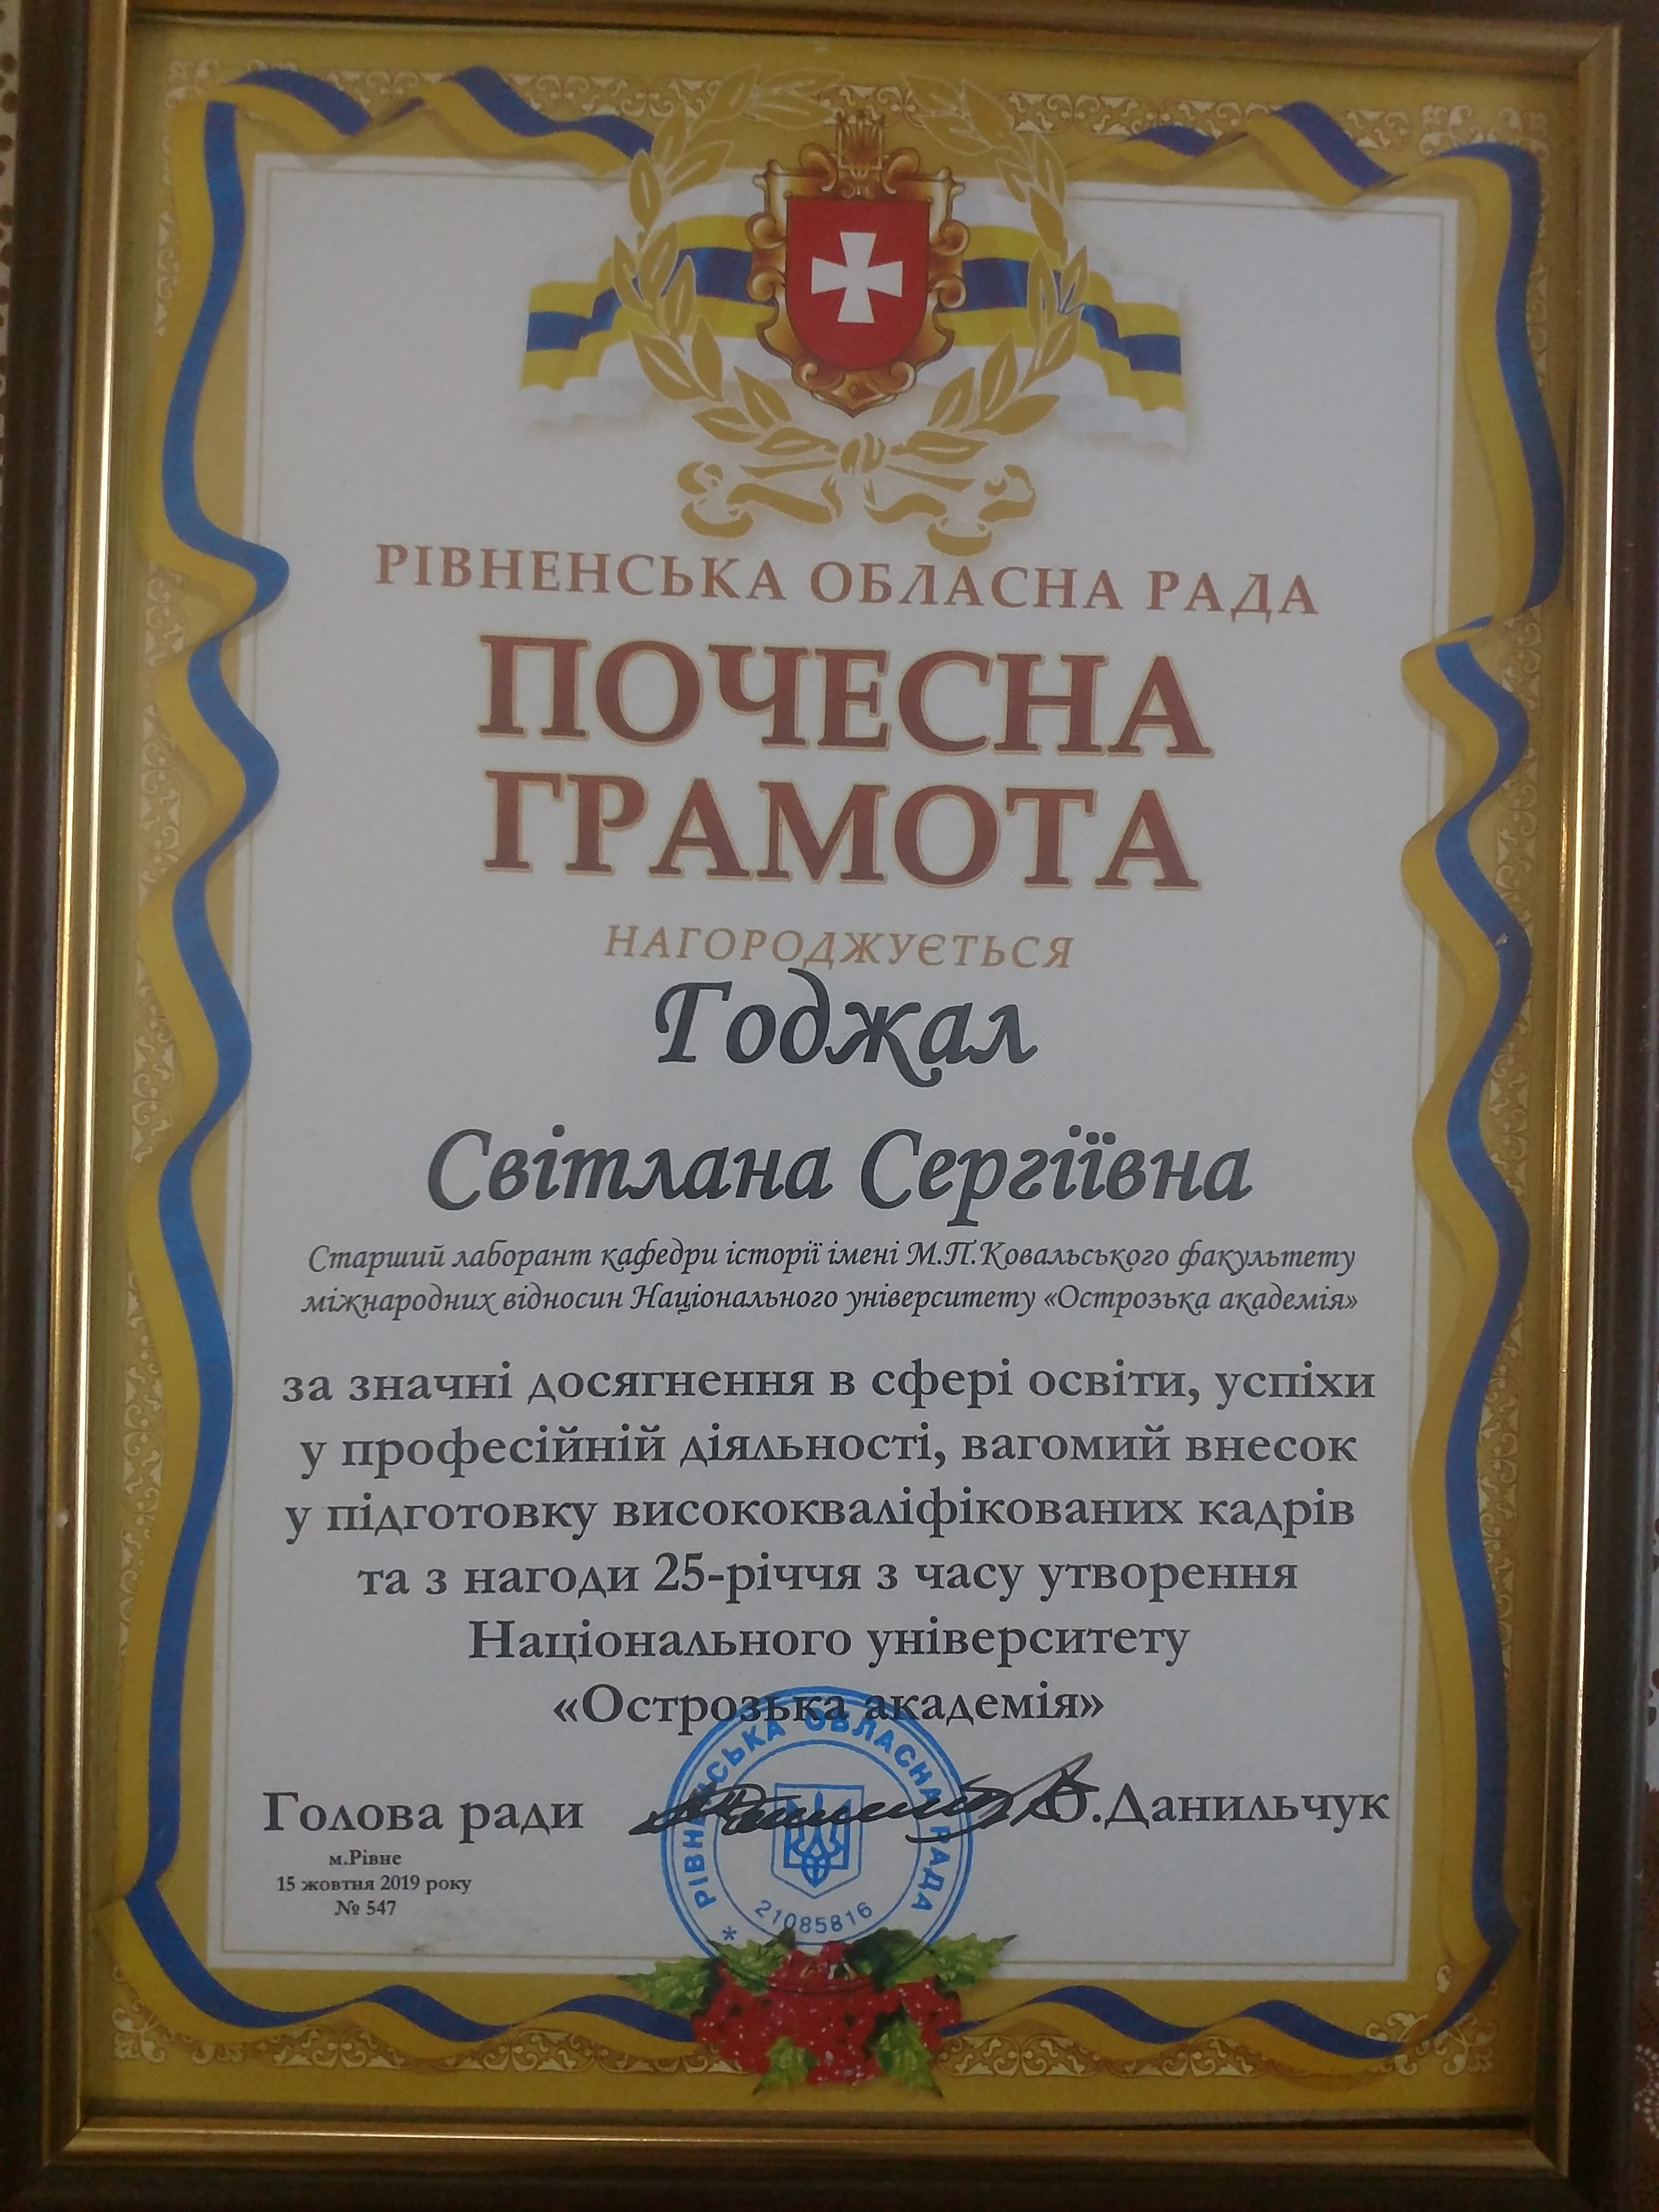 РІВНЕНСЬКА ОБЛАСНА РАДА
ПОЧЕСНА
ГРАМОТА
НАГОРОДЖУЄТЬСЯ
Годжал
Світлана Сергіївна
Старший лаборант кафедри історії імені М.П.Ковальського факультету
міжнародних відносин Національного університету «Острозька академія»
за значні досягнення в сфері освіти, успіхи
у професійній діяльності, вагомий внесок
у підготовку висококваліфікованих кадрів
та з нагоди 25-річчя з часу утворення
Національного університету
«Острозька академія»
РІВНЕНСЬКА ОБЛАСНА РАДА
21085816
Голова ради О.Данильчук
м.Рівне
15 жовтня 2019 року
№ 547